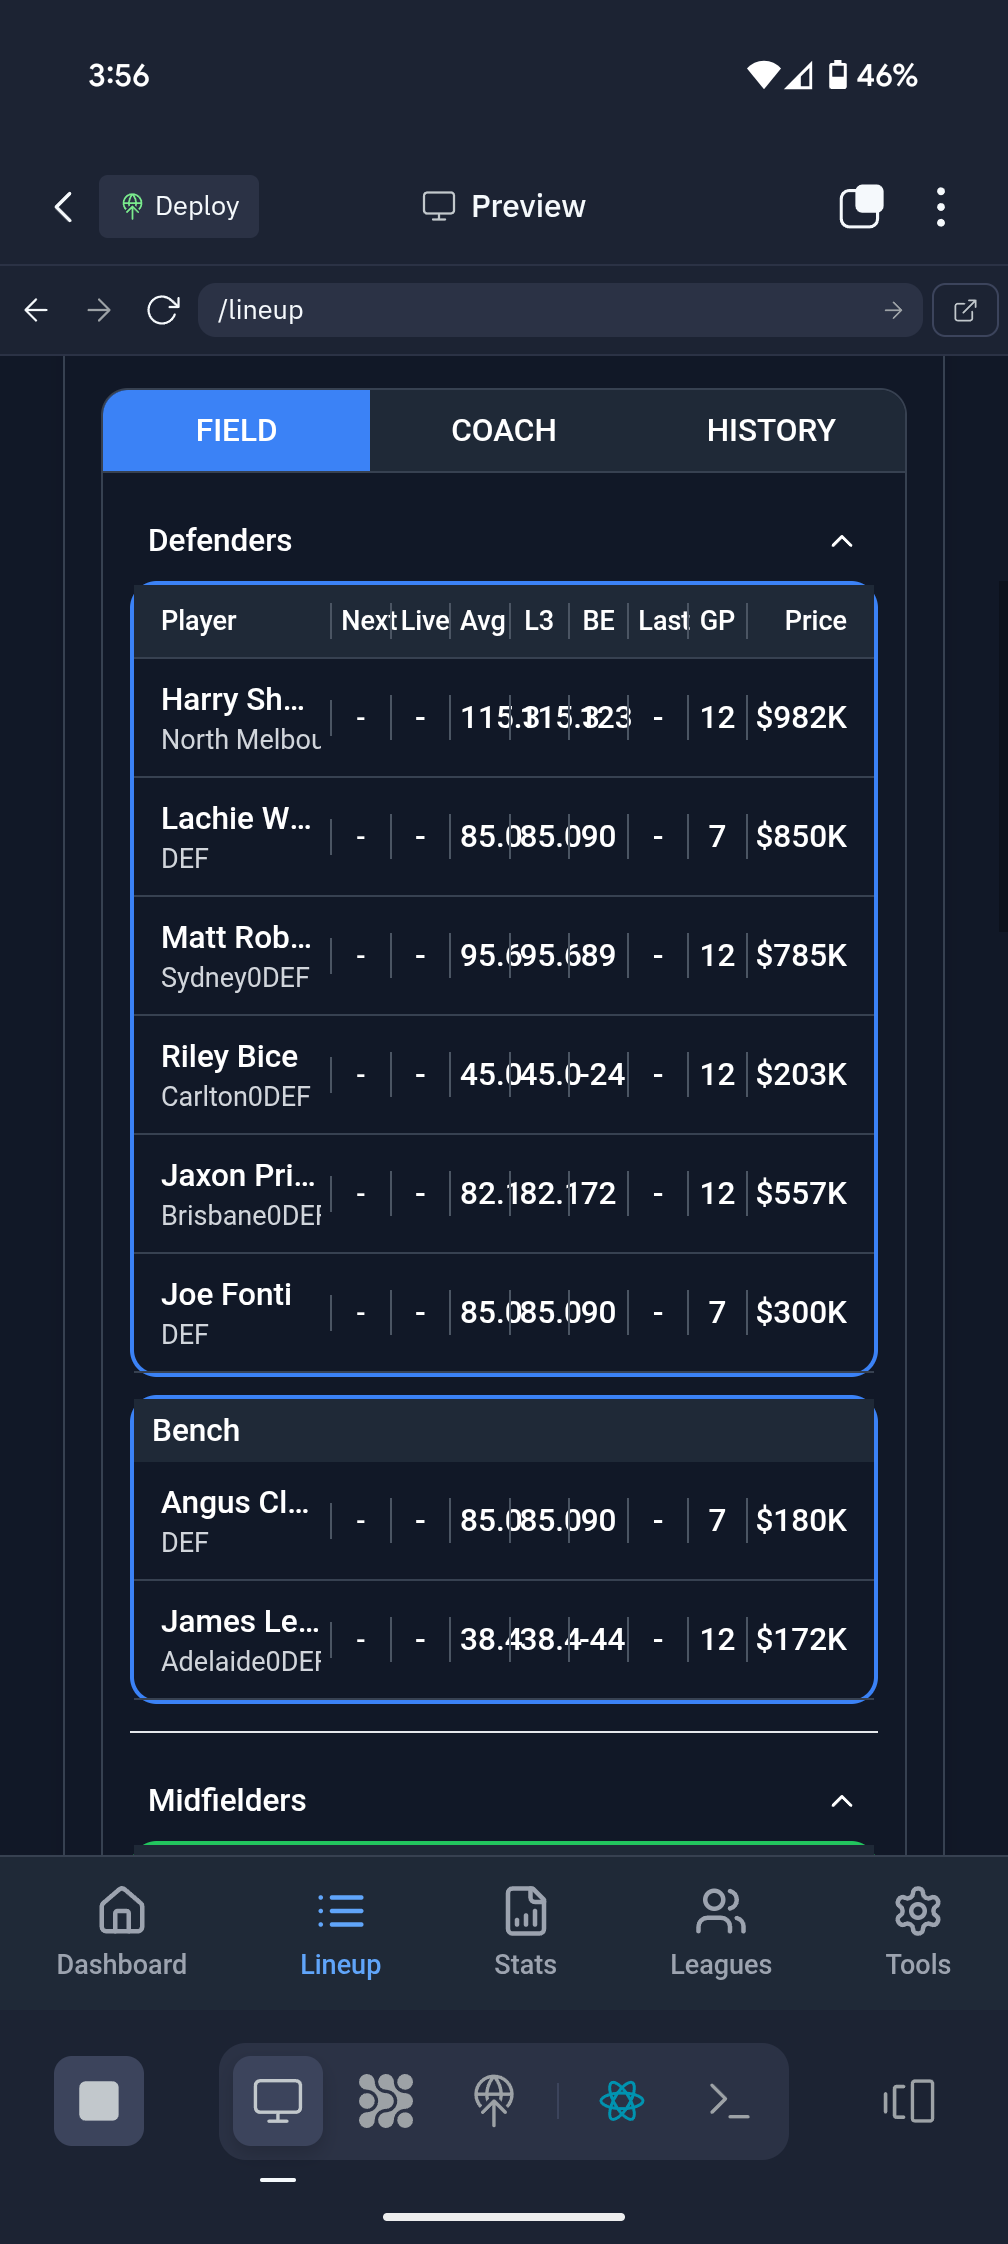 3:56 46%
Deploy Preview
/lineup
FIELD COACH HISTORY
Defenders
Player Next Live Avg L3 BE Last GP Price
Harry Sh... - - 115.3 115.3 123 - 12 $982K
North Melbou
Lachie W... - - 85.0 85.0 90 - 7 $850K
DEF
Matt Rob... - - 95.6 95.6 89 - 12 $785K
Sydney0DEF
Riley Bice - - 45.0 45.0 -24 - 12 $203K
Carlton0DEF
Jaxon Pri... - - 82.1 82.1 72 - 12 $557K
Brisbane0DEF
Joe Fonti - - 85.0 85.0 90 - 7 $300K
DEF
Bench
Angus Cl... - - 85.0 85.0 90 - 7 $180K
DEF
James Le... - - 38.4 38.4 -44 - 12 $172K
Adelaide0DEF
Midfielders
Dashboard Lineup Stats Leagues Tools